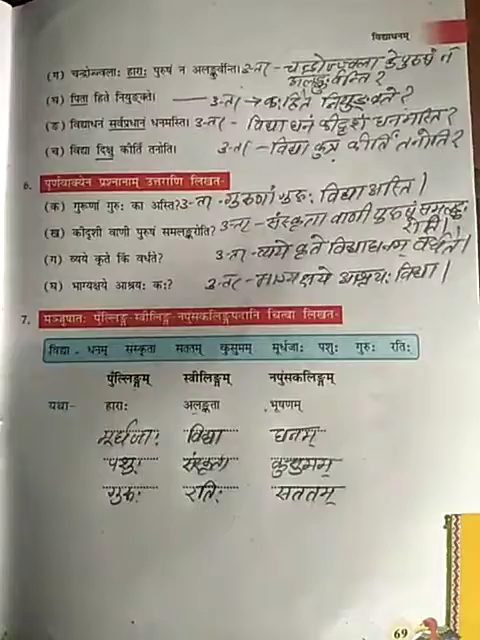 विद्याधनम्
(ग) चन्द्रोज्ज्वलाः हाराः पुरुषं न अलङ्कुर्वन्ति। उत्तर - चन्द्रोज्ज्वला के पुरुषं न
अलङ्कुर्वन्ति ?
(घ) पिता हिते नियुङ्क्ते। — उत्तर → कः हिते नियुङ्क्ते ?
(ङ) विद्याधनं सर्वप्रधानं धनमस्ति। उत्तर - विद्याधनं कीदृशं धनमस्ति ?
(च) विद्या दिक्षु कीर्तिं तनोति। उत्तर - विद्या कुत्र कीर्तिं तनोति ?
6. पूर्णवाक्येन प्रश्नानाम् उत्तराणि लिखत-
(क) गुरूणां गुरुः का अस्ति? उत्तर - गुरूणां गुरुः विद्या अस्ति।
(ख) कीदृशी वाणी पुरुषं समलङ्करोति? उत्तर - संस्कृता वाणी पुरुषं समलङ्क
रोति।
(ग) व्यये कृते किं वर्धते? उत्तर - व्यये कृते विद्याधनम् वर्धते।
(घ) भाग्यक्षये आश्रयः कः? उत्तर - भाग्यक्षये आश्रयः विद्या।
7. मञ्जूषातः पुँल्लिङ्ग स्त्रीलिङ्ग नपुंसकलिङ्गपदानि चित्वा लिखत-
विद्या धनम् संस्कृता सततम् कुसुमम् मूर्धजाः पशुः गुरुः रतिः
पुँल्लिङ्गम् स्त्रीलिङ्गम् नपुंसकलिङ्गम्
यथा- हाराः अलङ्कृता भूषणम्
मूर्धजाः विद्या धनम्
पशुः संस्कृता कुसुमम्
गुरुः रतिः सततम्
69